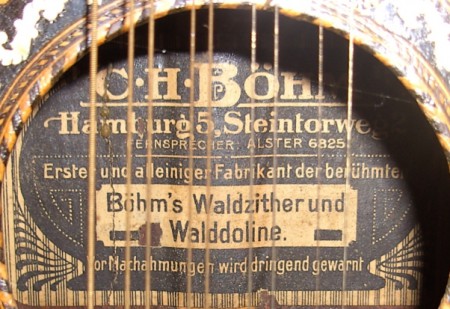 C·H·BÖHM
Hamburg 5, Steintorweg
FERNSPRECHER: ALSTER 6825
Erster und alleiniger Fabrikant der berühmten
Böhm's Waldzither und
Walddoline.
Vor Nachahmungen wird dringend gewarnt